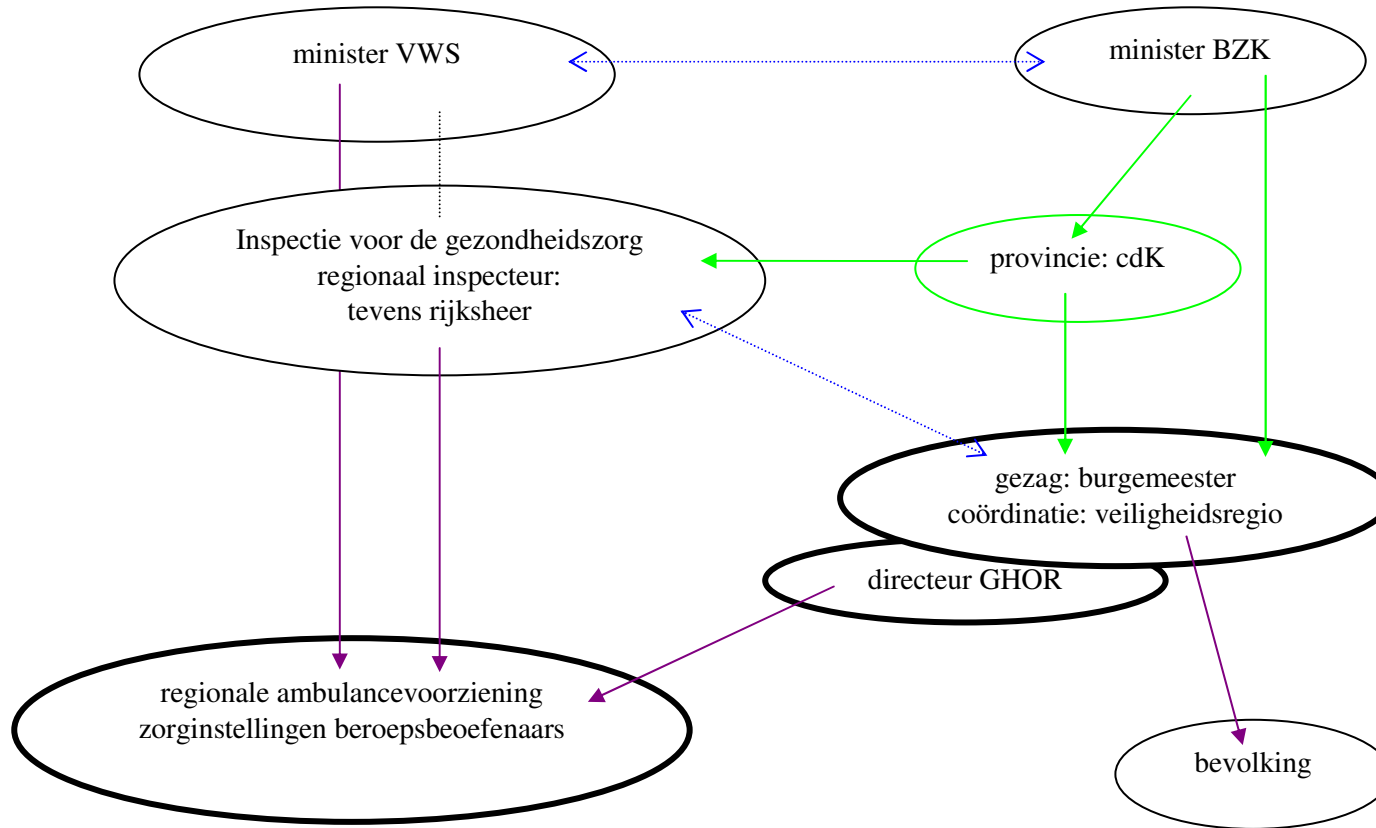 minister VWS
minister BZK
Inspectie voor de gezondheidszorg
regionaal inspecteur:
tevens rijksheer
provincie: cdK
gezag: burgemeester
coördinatie: veiligheidsregio
directeur GHOR
regionale ambulancevoorziening
zorginstellingen beroepsbeoefenaars
bevolking